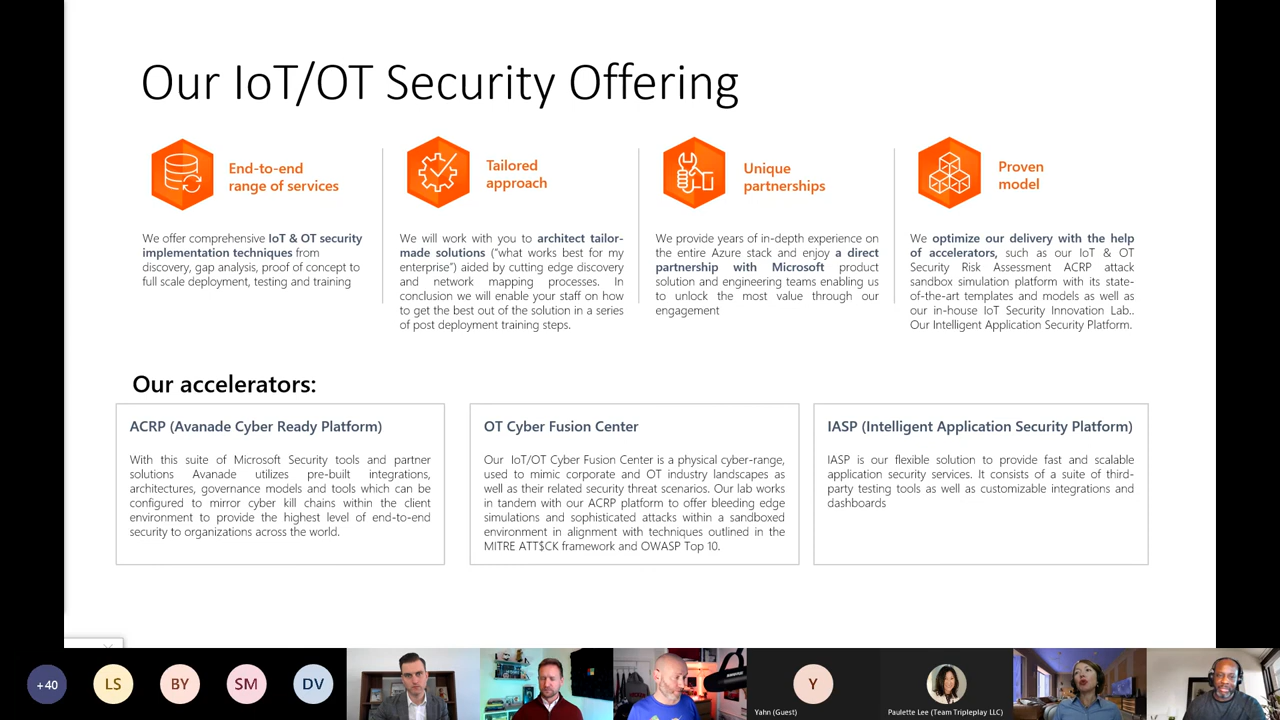 Our IoT/OT Security Offering
End-to-end
range of services
Tailored
approach
Unique
partnerships
Proven
model
We offer comprehensive IoT & OT security
implementation techniques from
discovery, gap analysis, proof of concept to
full scale deployment, testing and training
We will work with you to architect tailor-
made solutions ("what works best for my
enterprise") aided by cutting edge discovery
and network mapping processes. In
conclusion we will enable your staff on how
to get the best out of the solution in a series
of post deployment training steps.
We provide years of in-depth experience on
the entire Azure stack and enjoy a direct
partnership with Microsoft product
solution and engineering teams enabling us
to unlock the most value through our
engagement
We optimize our delivery with the help
of accelerators, such as our IoT & OT
Security Risk Assessment ACRP attack
sandbox simulation platform with its state-
of-the-art templates and models as well as
our in-house IoT Security Innovation Lab..
Our Intelligent Application Security Platform.
Our accelerators:
ACRP (Avanade Cyber Ready Platform)
With this suite of Microsoft Security tools and partner
solutions Avanade utilizes pre-built integrations,
architectures, governance models and tools which can be
configured to mirror cyber kill chains within the client
environment to provide the highest level of end-to-end
security to organizations across the world.
OT Cyber Fusion Center
Our IoT/OT Cyber Fusion Center is a physical cyber-range,
used to mimic corporate and OT industry landscapes as
well as their related security threat scenarios. Our lab works
in tandem with our ACRP platform to offer bleeding edge
simulations and sophisticated attacks within a sandboxed
environment in alignment with techniques outlined in the
MITRE ATT$CK framework and OWASP Top 10.
IASP (Intelligent Application Security Platform)
IASP is our flexible solution to provide fast and scalable
application security services. It consists of a suite of third-
party testing tools as well as customizable integrations and
dashboards
+40
LS
BY
SM
DV
Y
Yahn (Guest)
Paulette Lee (Team Tripleplay LLC)